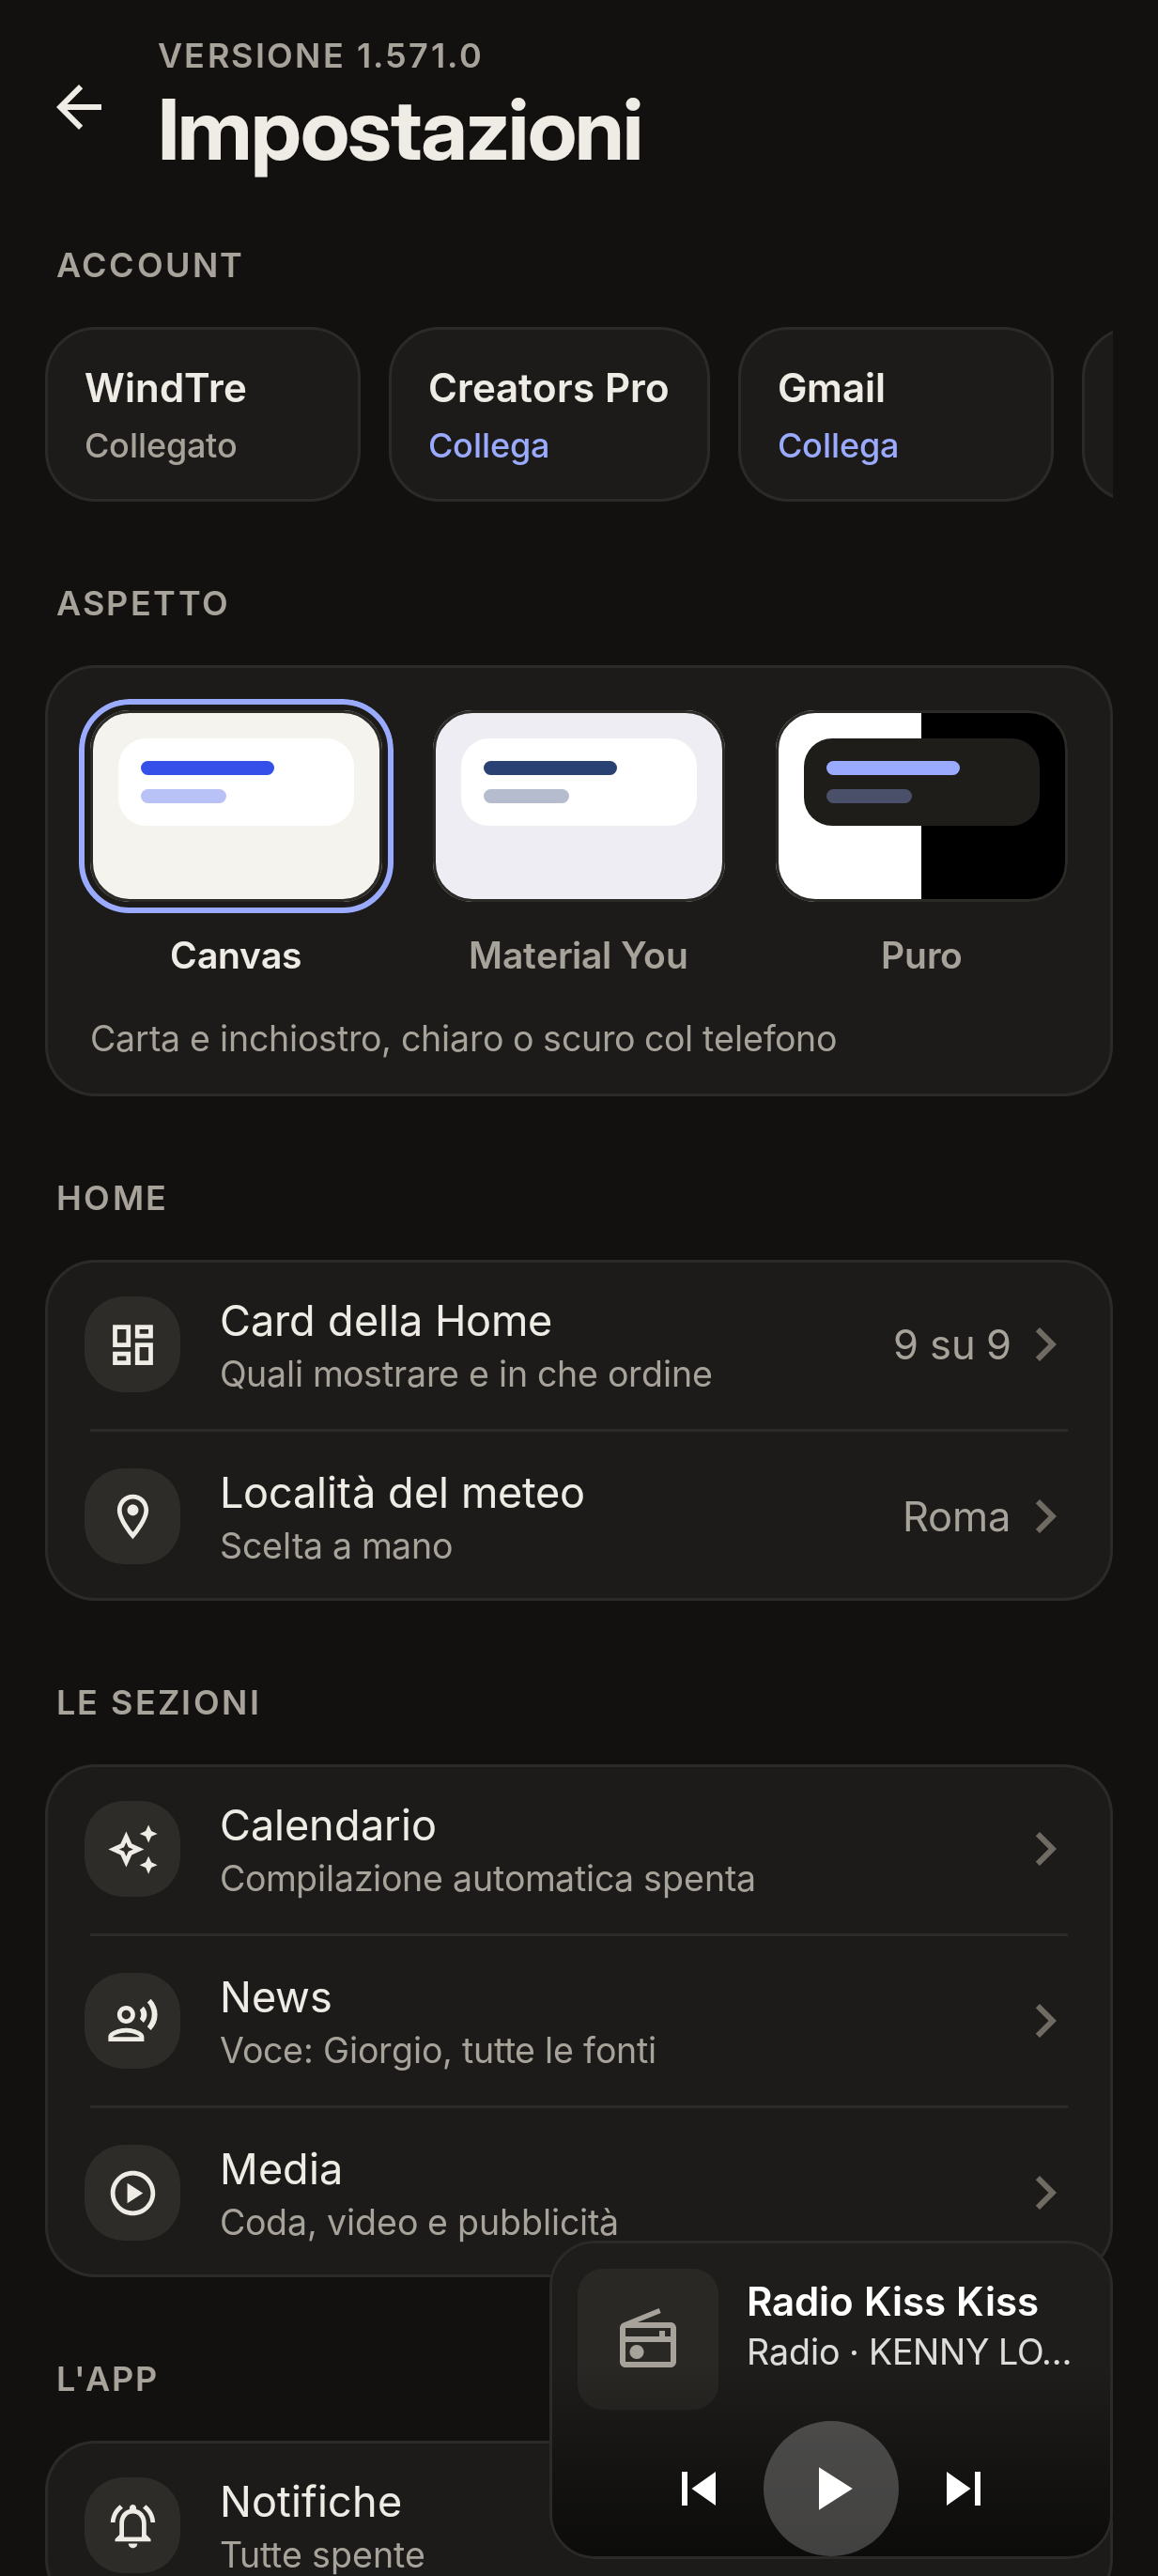 VERSIONE 1.571.0
Impostazioni
ACCOUNT
WindTre
Collegato
Creators Pro
Collega
Gmail
Collega
ASPETTO
Canvas
Material You
Puro
Carta e inchiostro, chiaro o scuro col telefono
HOME
Card della Home
Quali mostrare e in che ordine
9 su 9
Località del meteo
Scelta a mano
Roma
LE SEZIONI
Calendario
Compilazione automatica spenta
News
Voce: Giorgio, tutte le fonti
Media
Coda, video e pubblicità
Radio Kiss Kiss
Radio · KENNY LO...
L'APP
Notifiche
Tutte spente